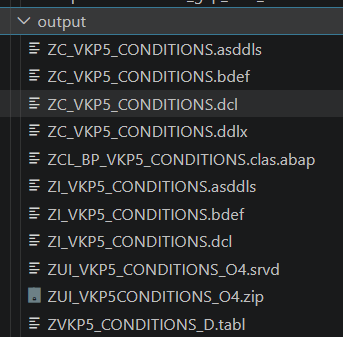 output
ZC_VKP5_CONDITIONS.asddls
ZC_VKP5_CONDITIONS.bdef
ZC_VKP5_CONDITIONS.dcl
ZC_VKP5_CONDITIONS.ddlx
ZCL_BP_VKP5_CONDITIONS.clas.abap
ZI_VKP5_CONDITIONS.asddls
ZI_VKP5_CONDITIONS.bdef
ZI_VKP5_CONDITIONS.dcl
ZUI_VKP5_CONDITIONS_O4.srvd
ZUI_VKP5CONDITIONS_O4.zip
ZVKP5_CONDITIONS_D.tabl